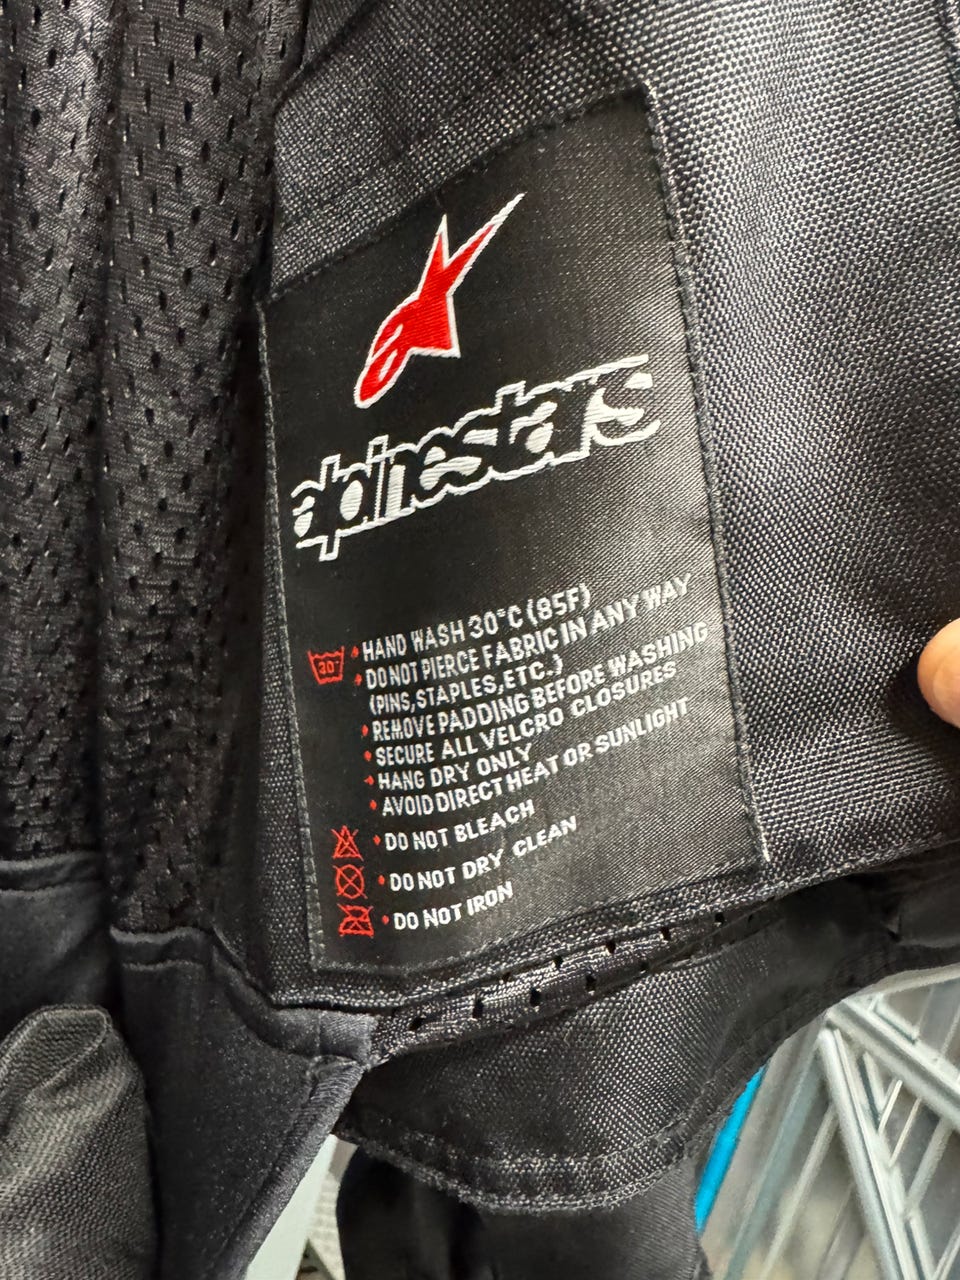 alpinestars
30°
• HAND WASH 30°C (85F)
• DO NOT PIERCE FABRIC IN ANY WAY
(PINS, STAPLES, ETC.)
• REMOVE PADDING BEFORE WASHING
• SECURE ALL VELCRO CLOSURES
• HANG DRY ONLY
• AVOID DIRECT HEAT OR SUNLIGHT
• DO NOT BLEACH
• DO NOT DRY CLEAN
• DO NOT IRON